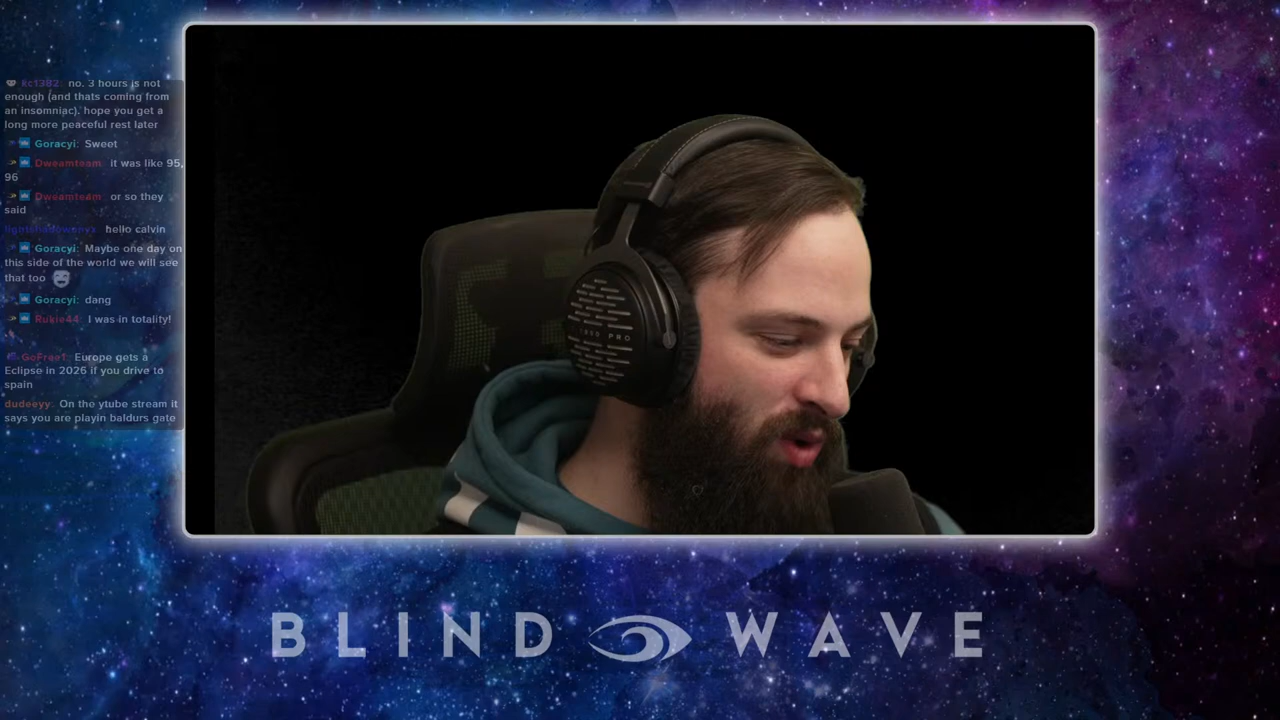 kc1382: no. 3 hours is not
enough (and thats coming from
an insomniac). hope you get a
long more peaceful rest later
Goracyi: Sweet
Dweamteam: it was like 95,
96
Dweamteam: or so they
said
hello calvin
Goracyi: Maybe one day on
this side of the world we will see
that too
Goracyi: dang
Rukie44: I was in totality!
GoFree1: Europe gets a
Eclipse in 2026 if you drive to
spain
dudeeyy: On the ytube stream it
says you are playin baldurs gate
PRO
BLIND WAVE